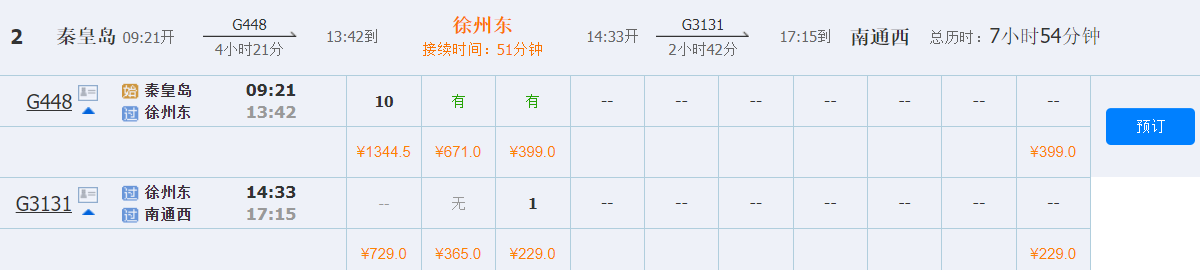 2 秦皇岛 09:21开 G448 4小时21分 13:42到 徐州东 接续时间：51分钟 14:33开 G3131 2小时42分 17:15到 南通西 总历时：7小时54分钟
G448 始 秦皇岛 09:21 10 有 有 -- -- -- -- -- -- --
过 徐州东 13:42
预订
¥1344.5 ¥671.0 ¥399.0 ¥399.0
G3131 过 徐州东 14:33 -- 无 1 -- -- -- -- -- -- --
过 南通西 17:15
¥729.0 ¥365.0 ¥229.0 ¥229.0